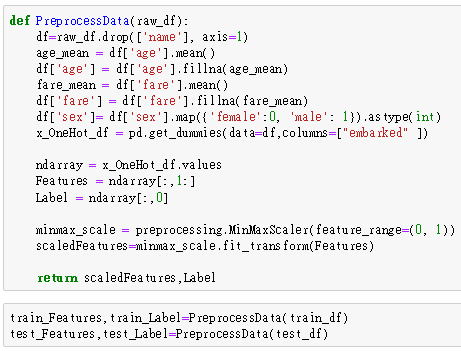 def PreprocessData(raw_df):
    df=raw_df.drop(['name'], axis=1)
    age_mean = df['age'].mean()
    df['age'] = df['age'].fillna(age_mean)
    fare_mean = df['fare'].mean()
    df['fare'] = df['fare'].fillna(fare_mean)
    df['sex']= df['sex'].map({'female':0, 'male': 1}).astype(int)
    x_OneHot_df = pd.get_dummies(data=df,columns=["embarked" ])
    ndarray = x_OneHot_df.values
    Features = ndarray[:,1:]
    Label = ndarray[:,0]
    minmax_scale = preprocessing.MinMaxScaler(feature_range=(0, 1))
    scaledFeatures=minmax_scale.fit_transform(Features)
    return scaledFeatures,Label
train_Features,train_Label=PreprocessData(train_df)
test_Features,test_Label=PreprocessData(test_df)